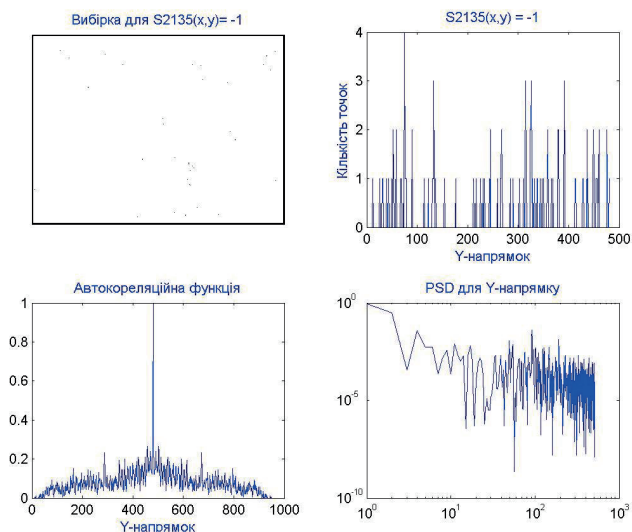 Вибірка для S2135(x,y)= -1
S2135(x,y) = -1
Кількість точок
4
3
2
1
0
0 100 200 300 400 500
Y-напрямок
Автокореляційна функція
1
0.8
0.6
0.4
0.2
0
0 200 400 600 800 1000
Y-напрямок
PSD для Y-напрямку
10^0
10^-5
10^-10
10^0 10^1 10^2 10^3